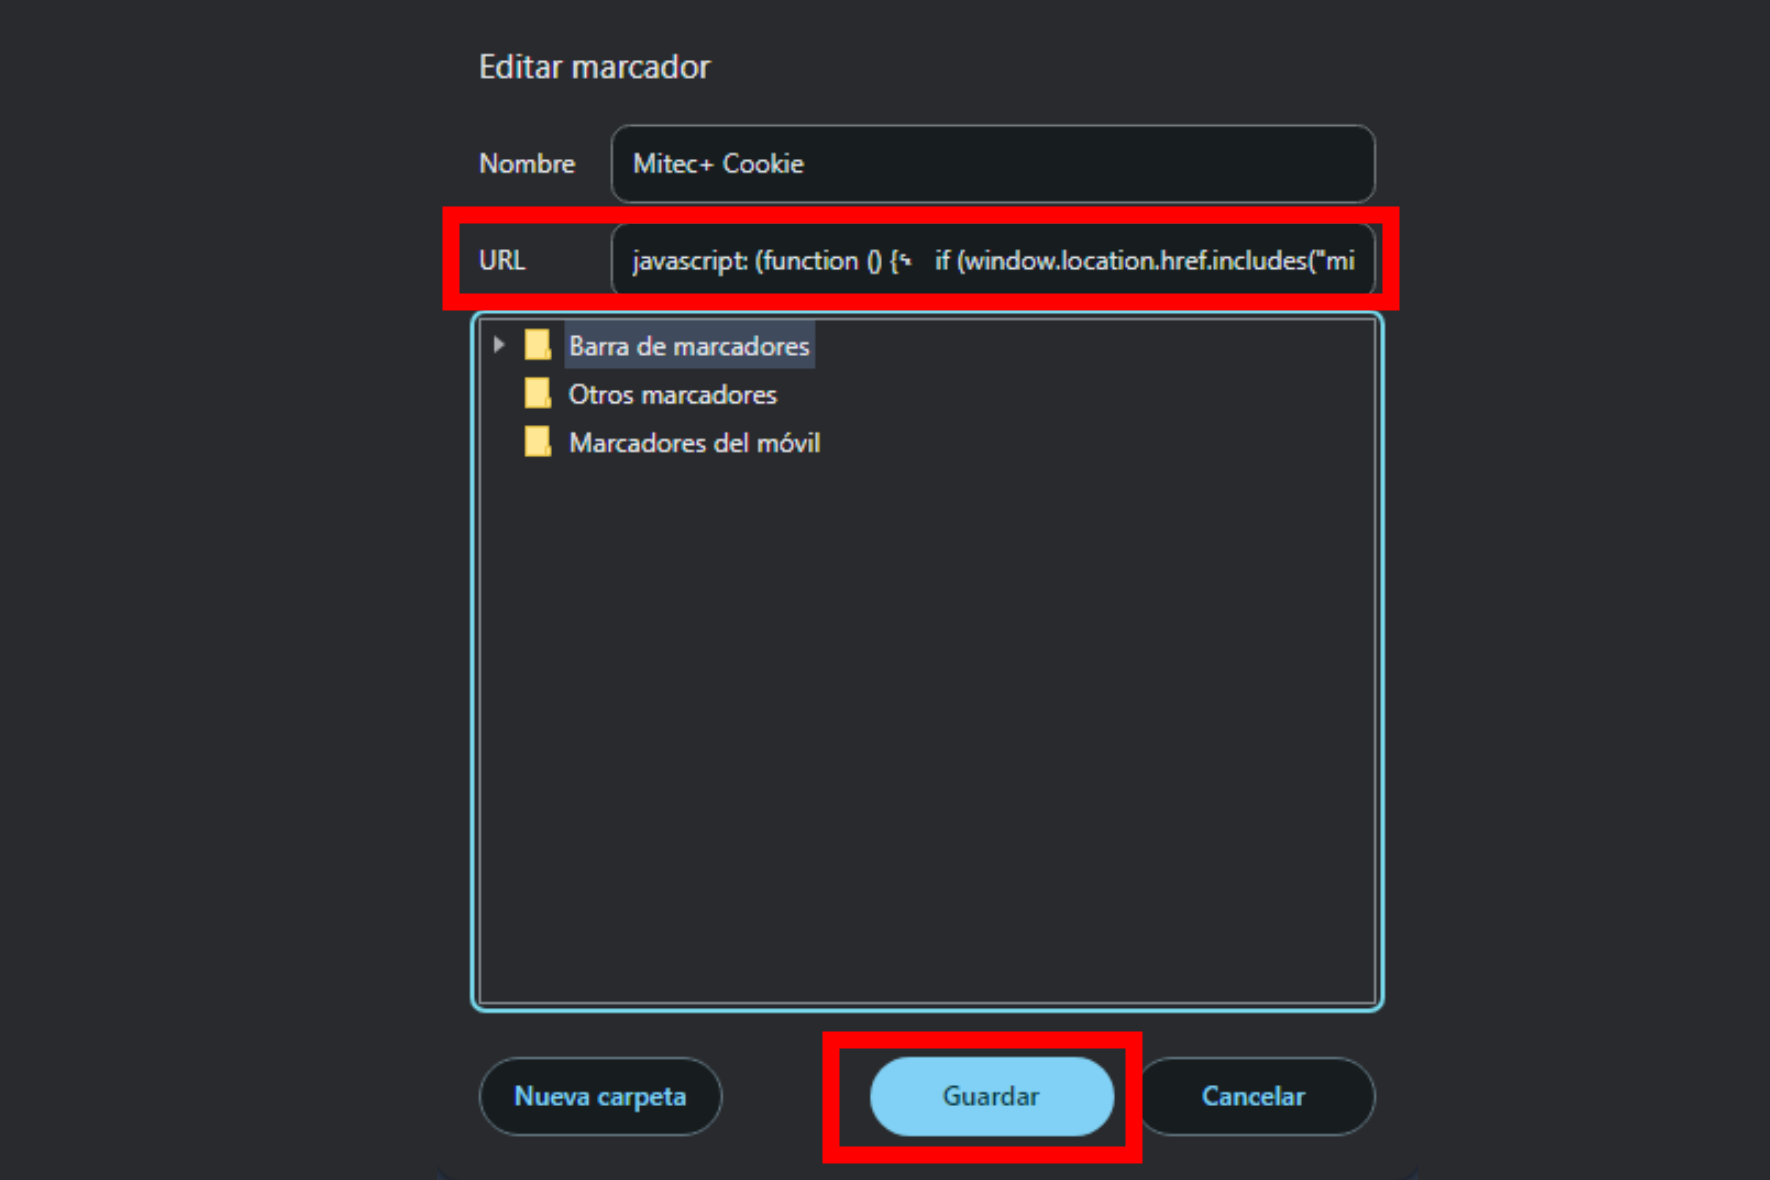 Editar marcador
Nombre
Mitec+ Cookie
URL
javascript: (function () { if (window.location.href.includes("mi
Barra de marcadores
Otros marcadores
Marcadores del móvil
Nueva carpeta
Guardar
Cancelar